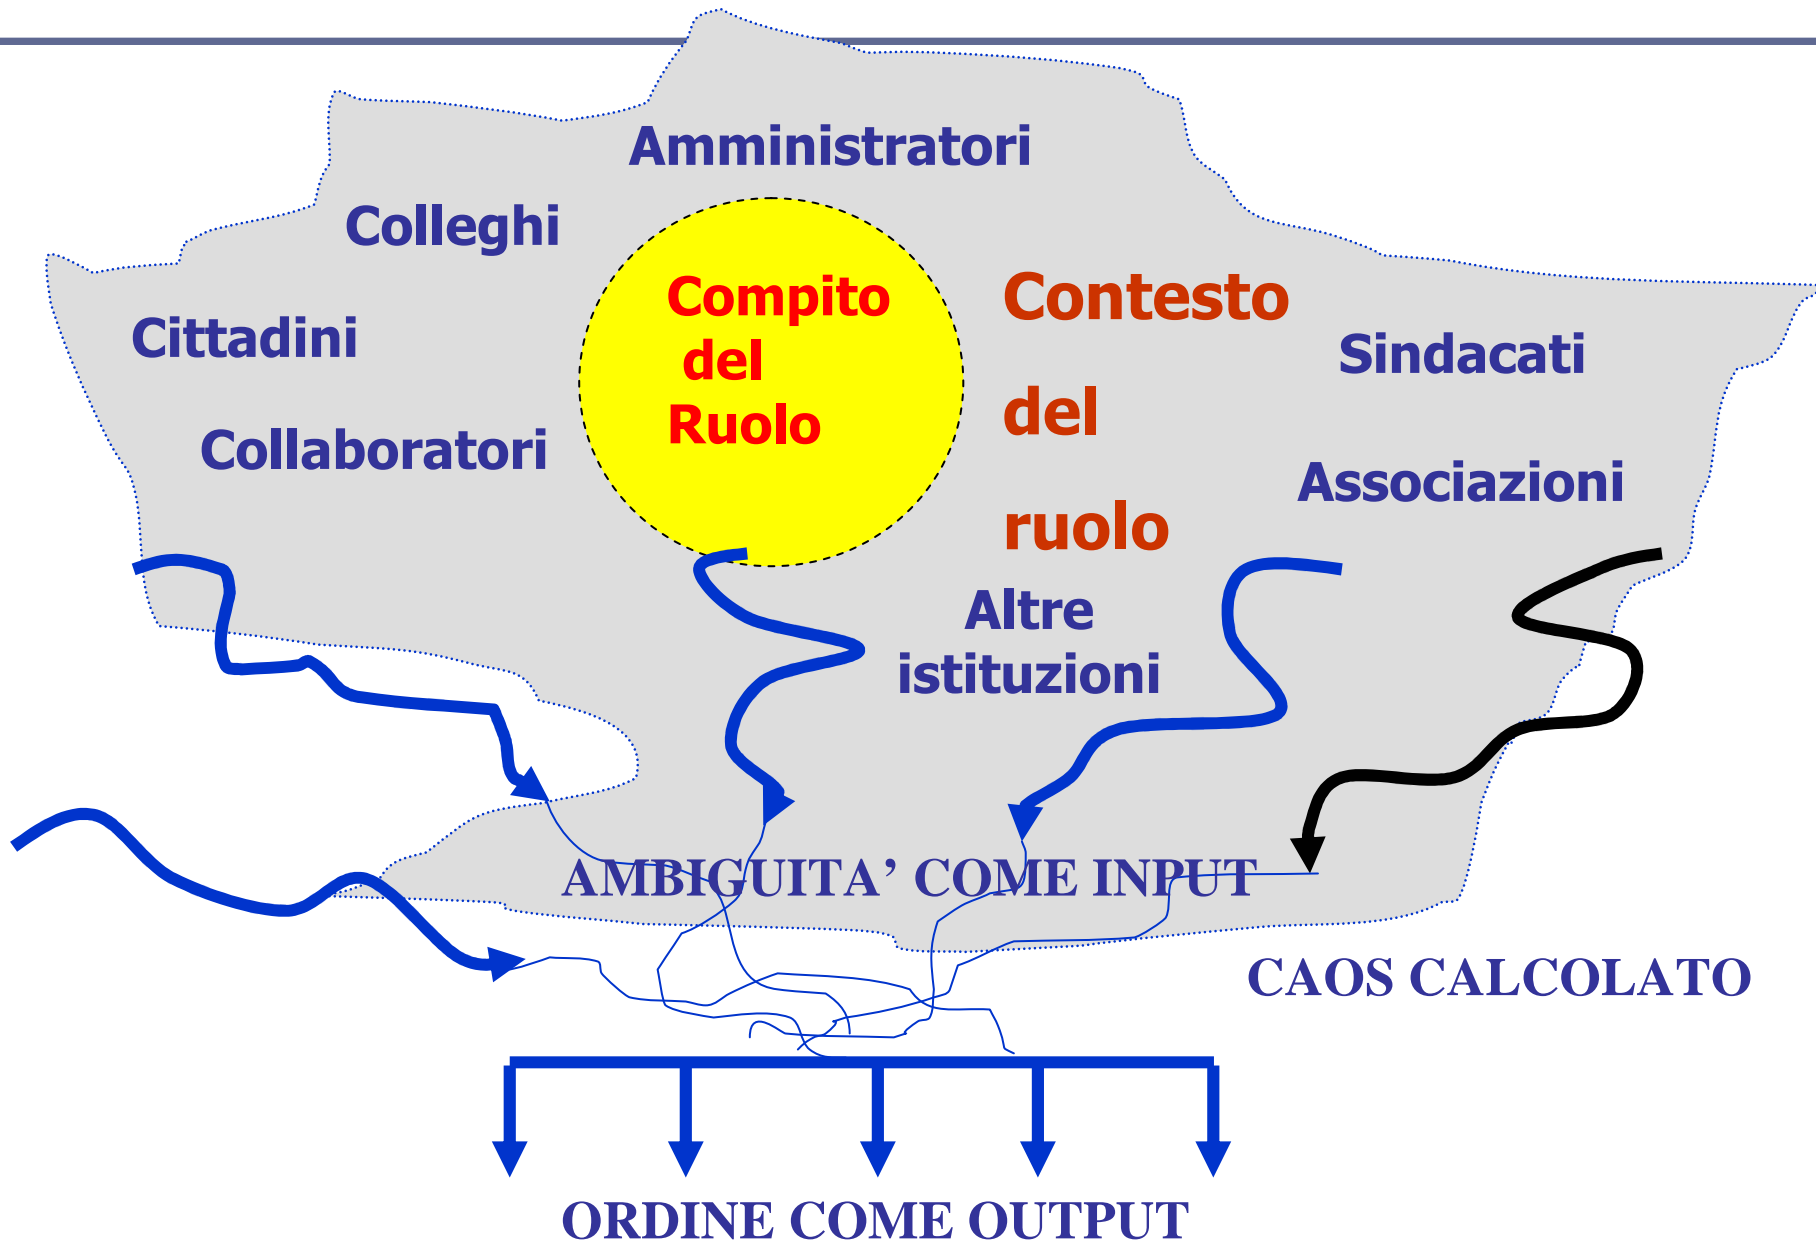 Amministratori
Colleghi
Cittadini
Collaboratori
Compito
del
Ruolo
Contesto
del
ruolo
Sindacati
Associazioni
Altre
istituzioni
AMBIGUITA’ COME INPUT
CAOS CALCOLATO
ORDINE COME OUTPUT